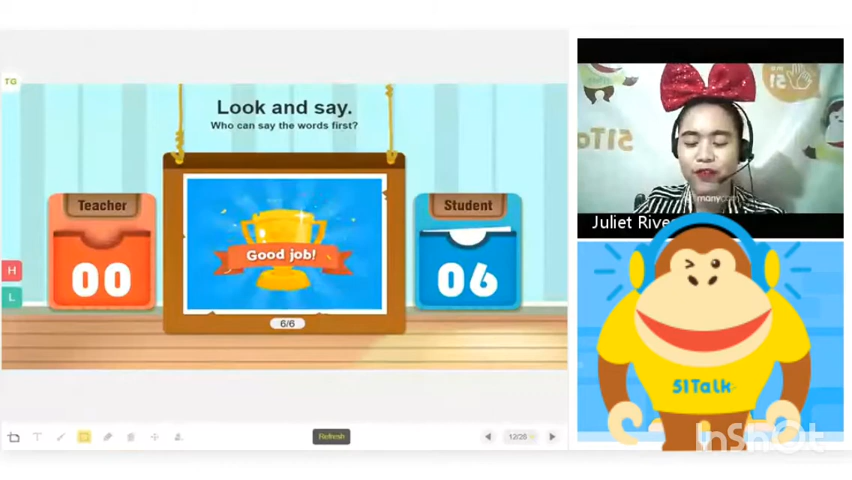 TG
Look and say.
Who can say the words first?
Teacher
00
Good job!
6/6
Student
06
H
L
T
Refresh
12/26
51Talk
manycam
Juliet Rive
51Talk
InShot